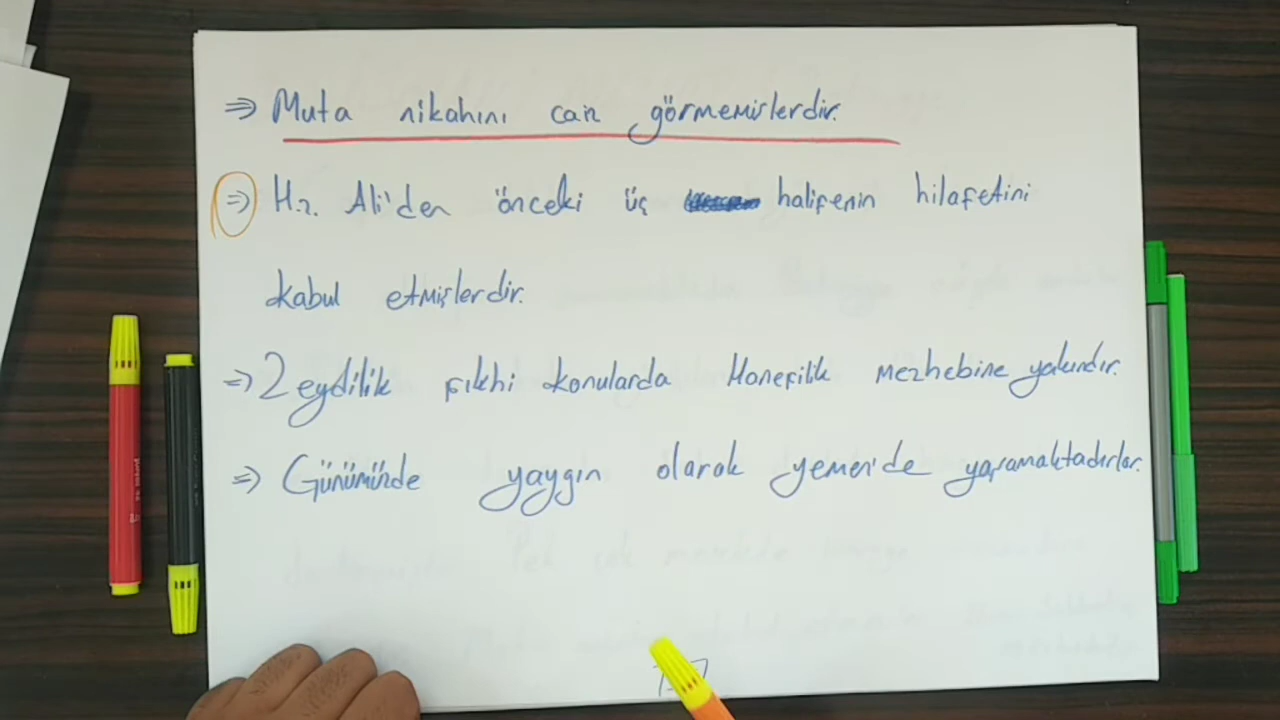 ⇒ Muta nikahını caiz görmemişlerdir.
⇒ Hz. Ali'den önceki üç halifenin hilafetini
kabul etmişlerdir.
⇒ Zeydilik fıkhi konularda Hanefilik mezhebine yakındır.
⇒ Günümüzde yaygın olarak yemen'de yaşamaktadırlar.